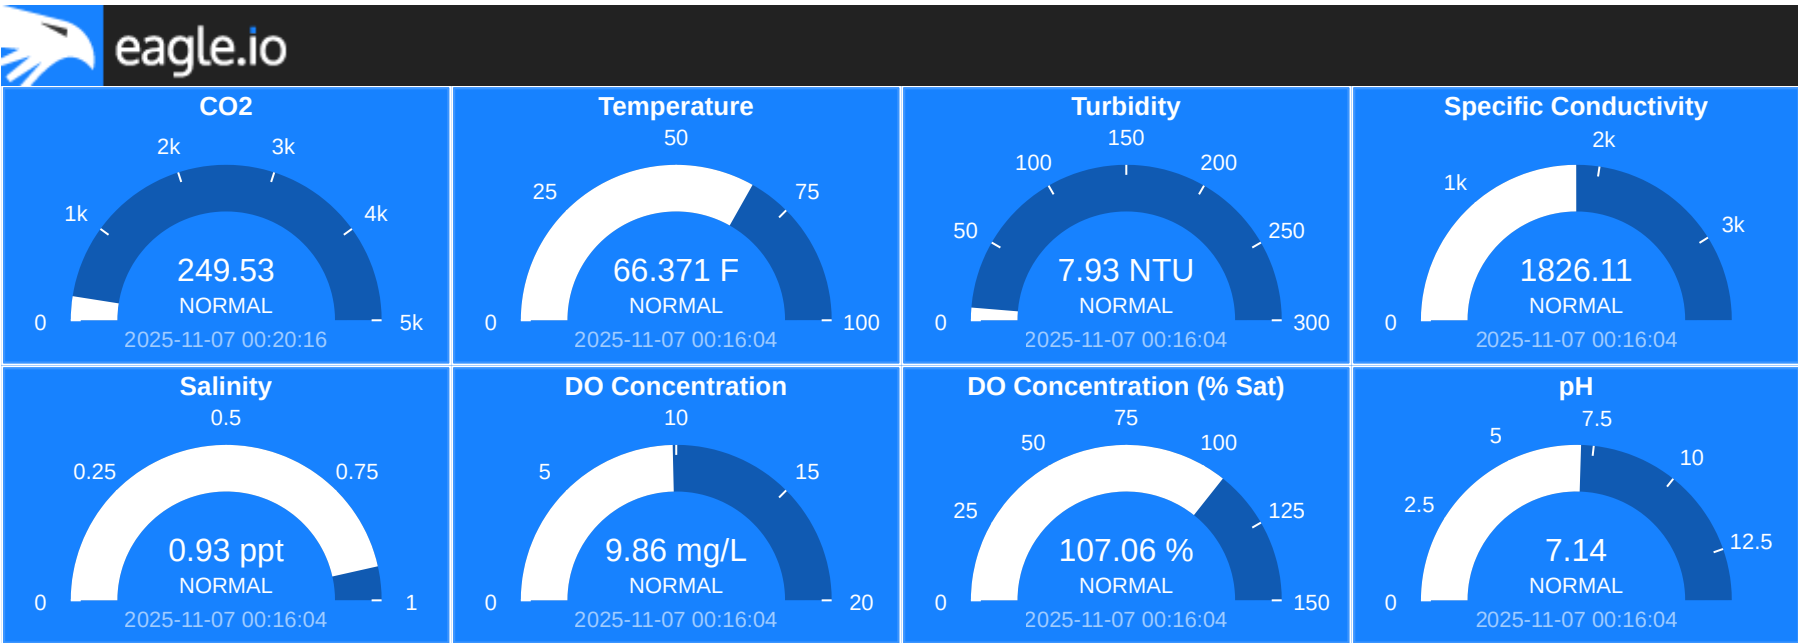 eagle.io
CO2
2k 3k
1k 4k
249.53
NORMAL
0 5k
2025-11-07 00:20:16
Temperature
50
25 75
66.371 F
NORMAL
0 100
2025-11-07 00:16:04
Turbidity
150
100 200
50 250
7.93 NTU
NORMAL
0 300
2025-11-07 00:16:04
Specific Conductivity
2k
1k
3k
1826.11
NORMAL
0
2025-11-07 00:16:04
Salinity
0.5
0.25 0.75
0.93 ppt
NORMAL
0 1
2025-11-07 00:16:04
DO Concentration
10
5 15
9.86 mg/L
NORMAL
0 20
2025-11-07 00:16:04
DO Concentration (% Sat)
75
50 100
25 125
107.06 %
NORMAL
0 150
2025-11-07 00:16:04
pH
7.5
5
10
2.5
12.5
7.14
NORMAL
0
2025-11-07 00:16:04